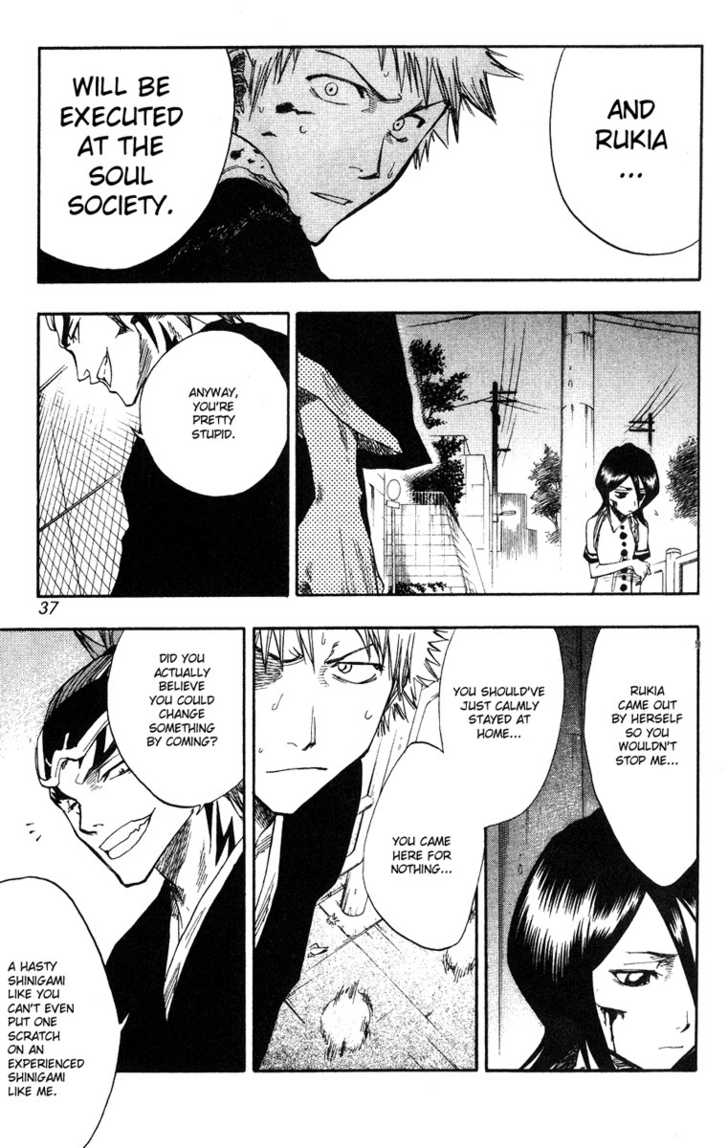 AND
RUKIA
...
WILL BE
EXECUTED
AT THE
SOUL
SOCIETY.
ANYWAY,
YOU'RE
PRETTY
STUPID.
37
RUKIA
CAME OUT
BY HERSELF
SO YOU
WOULDN'T
STOP ME...
YOU SHOULD'VE
JUST CALMLY
STAYED AT
HOME...
YOU CAME
HERE FOR
NOTHING...
DID YOU
ACTUALLY
BELIEVE
YOU COULD
CHANGE
SOMETHING
BY COMING?
A HASTY
SHINIGAMI
LIKE YOU
CAN'T EVEN
PUT ONE
SCRATCH
ON AN
EXPERIENCED
SHINIGAMI
LIKE ME.